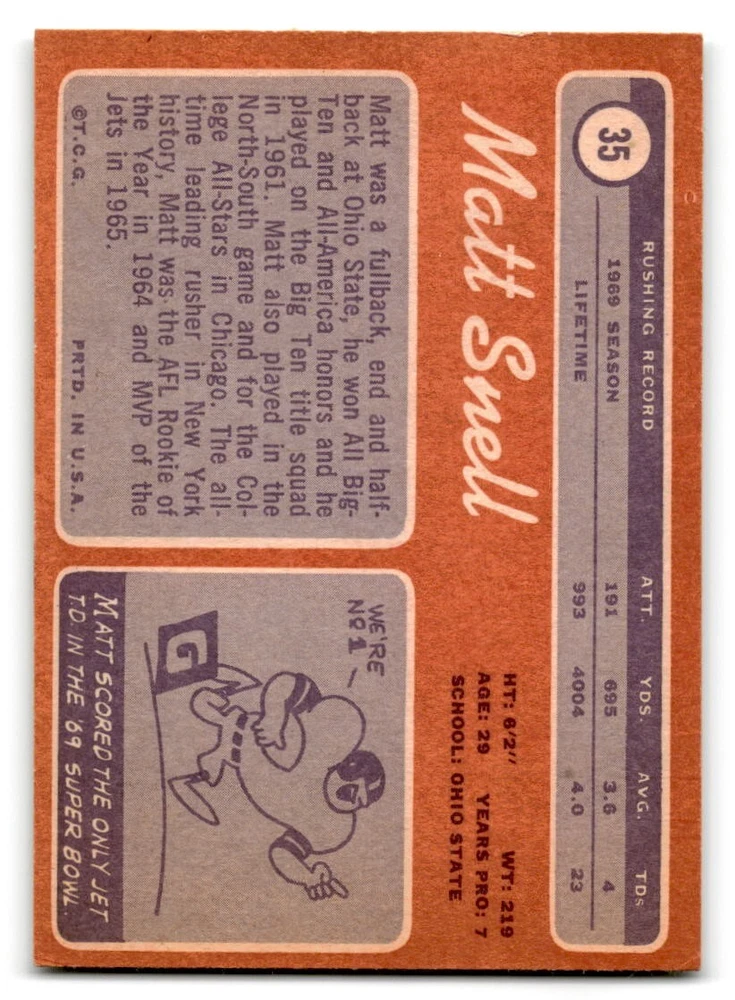 35
RUSHING RECORD ATT. YDS. AVG. TDS
1969 SEASON 191 695 3.6 4
LIFETIME 993 4004 4.0 23
Matt Snell
HT: 6'2" WT: 219
AGE: 29 YEARS PRO: 7
SCHOOL: OHIO STATE
Matt was a fullback, end and half-
back at Ohio State, he won All Big-
Ten and All-America honors and he
played on the Big Ten title squad
in 1961. Matt also played in the
North-South game and for the Col-
lege All-Stars in Chicago. The all-
time leading rusher in New York
history, Matt was the AFL Rookie of
the Year in 1964 and MVP of the
Jets in 1965.
©T.C.G. PRTD. IN U.S.A.
WE'RE
Nº1
G
MATT SCORED THE ONLY JET
T.D. IN THE '69 SUPER BOWL.